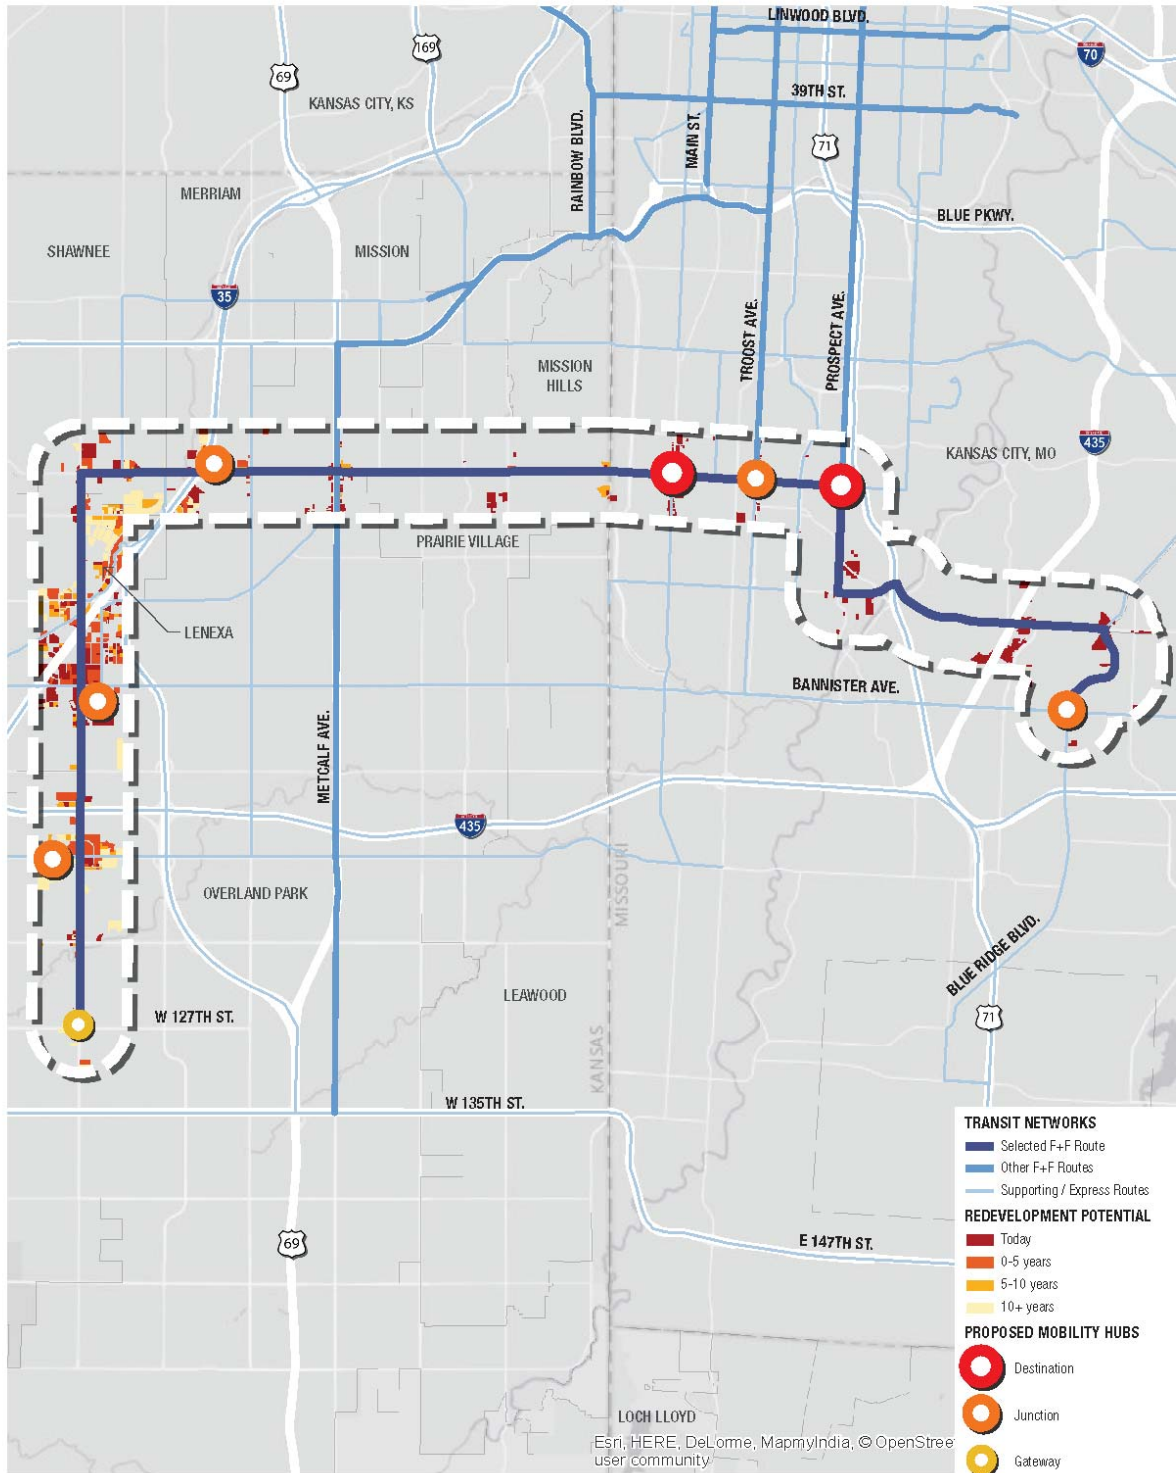 LINWOOD BLVD.
169
70
69
KANSAS CITY, KS
39TH ST.
RAINBOW BLVD.
MAIN ST.
71
MERRIAM
BLUE PKWY.
SHAWNEE
MISSION
35
TROOST AVE.
PROSPECT AVE.
MISSION
HILLS
KANSAS CITY, MO
435
PRAIRIE VILLAGE
LENEXA
BANNISTER AVE.
METCALF AVE.
435
MISSOURI
OVERLAND PARK
BLUE RIDGE BLVD.
LEAWOOD
W 127TH ST.
71
KANSAS
W 135TH ST.
69
E 147TH ST.
TRANSIT NETWORKS
Selected F+F Route
Other F+F Routes
Supporting / Express Routes
REDEVELOPMENT POTENTIAL
Today
0-5 years
5-10 years
10+ years
PROPOSED MOBILITY HUBS
Destination
Junction
Gateway
LOCH LLOYD
Esri, HERE, DeLorme, MapmyIndia, © OpenStree
user community